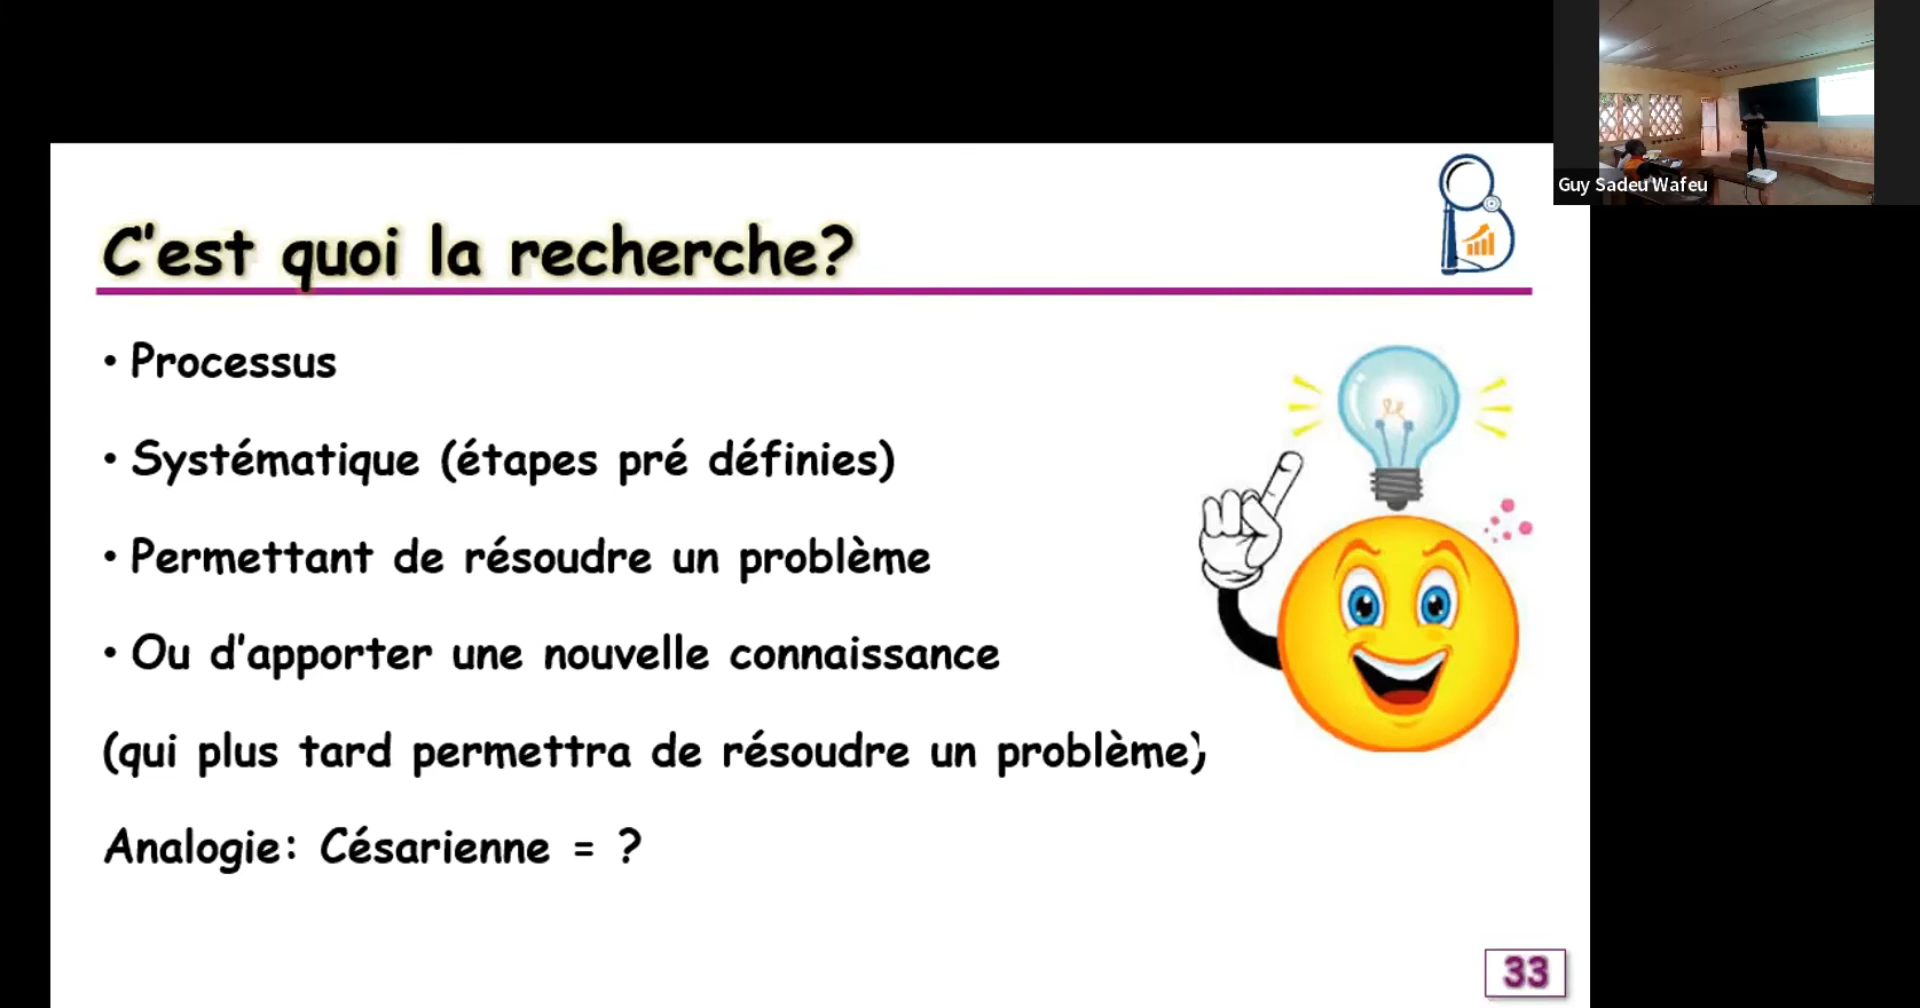 Guy Sadeu Wafeu
C'est quoi la recherche?
• Processus
• Systématique (étapes pré définies)
• Permettant de résoudre un problème
• Ou d'apporter une nouvelle connaissance
(qui plus tard permettra de résoudre un problème)
Analogie: Césarienne = ?
33